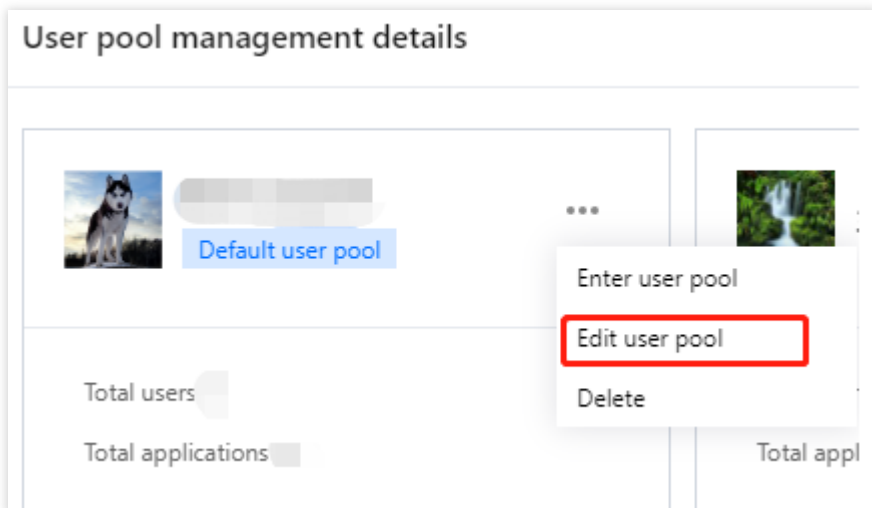 User pool management details
Default user pool
Enter user pool
Edit user pool
Delete
Total users
Total applications
Total appl